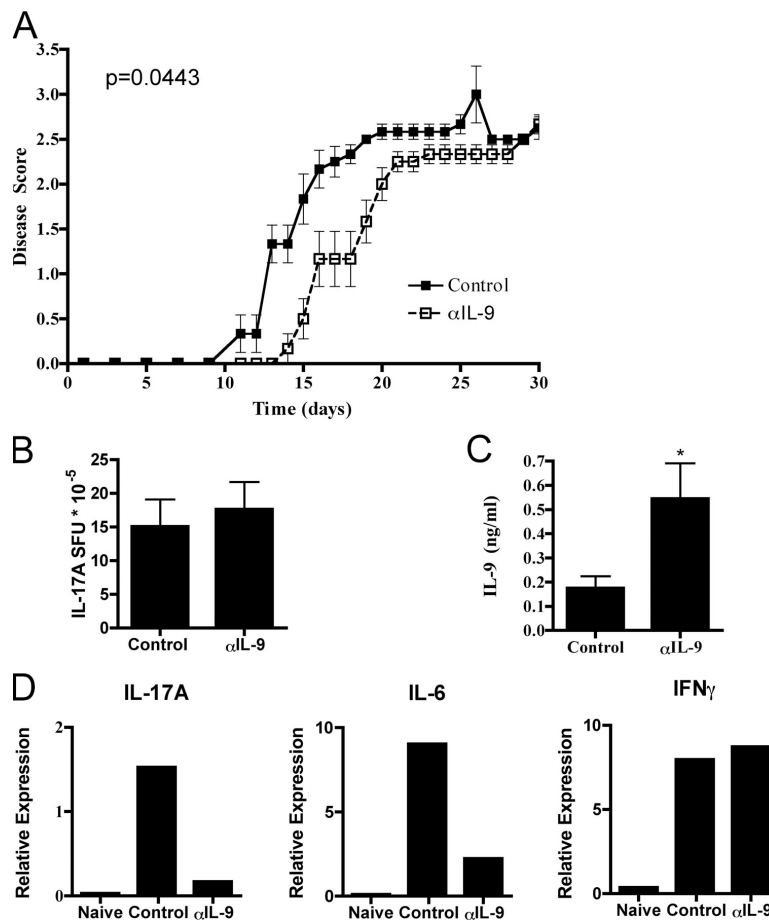 A
p=0.0443
3.5
3.0
2.5
2.0
1.5
1.0
0.5
0.0
Disease Score
Control
αIL-9
0 5 10 15 20 25 30
Time (days)
B
25
20
15
10
5
0
IL-17A SFU * 10-5
Control αIL-9
C
*
0.7
0.6
0.5
0.4
0.3
0.2
0.1
0.0
IL-9 (ng/ml)
Control αIL-9
D
IL-17A
2
1
0
Relative Expression
Naive Control αIL-9
IL-6
10
5
0
Relative Expression
Naive Control αIL-9
IFNγ
10
5
0
Relative Expression
Naive Control αIL-9